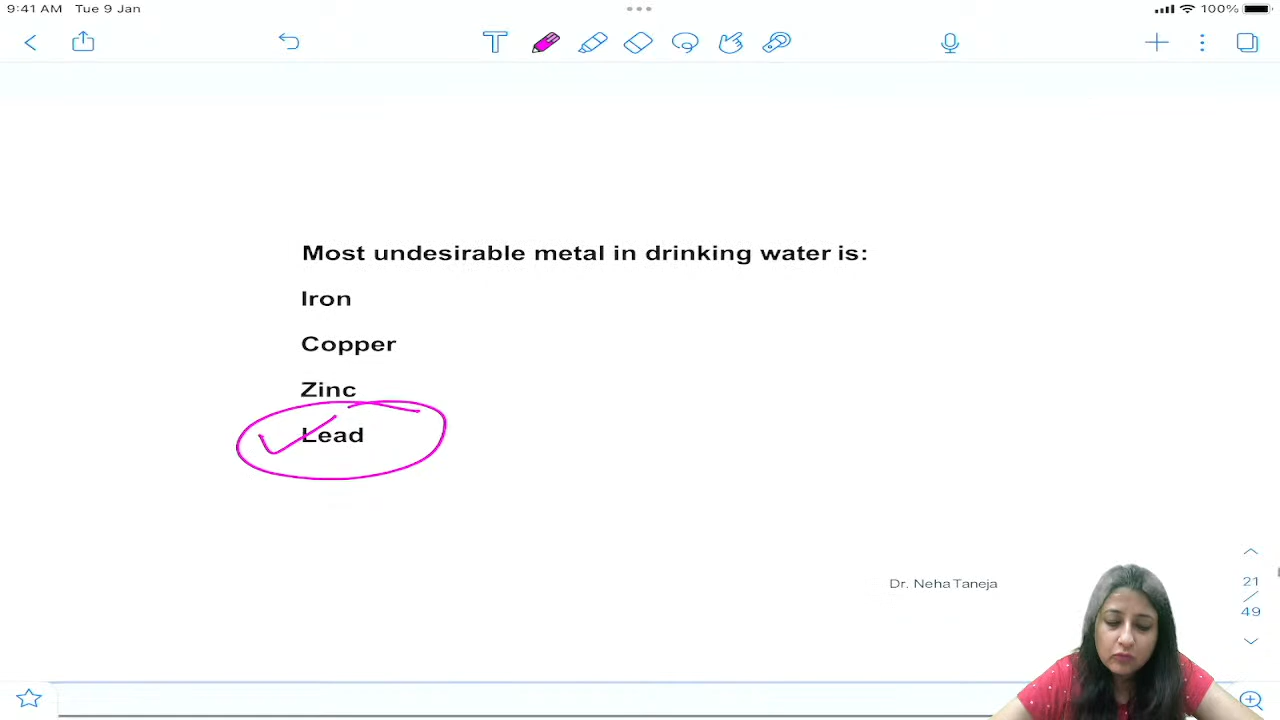 9:41 AM Tue 9 Jan
100%
T
Most undesirable metal in drinking water is:
Iron
Copper
Zinc
Lead
Dr. Neha Taneja
21
/
49